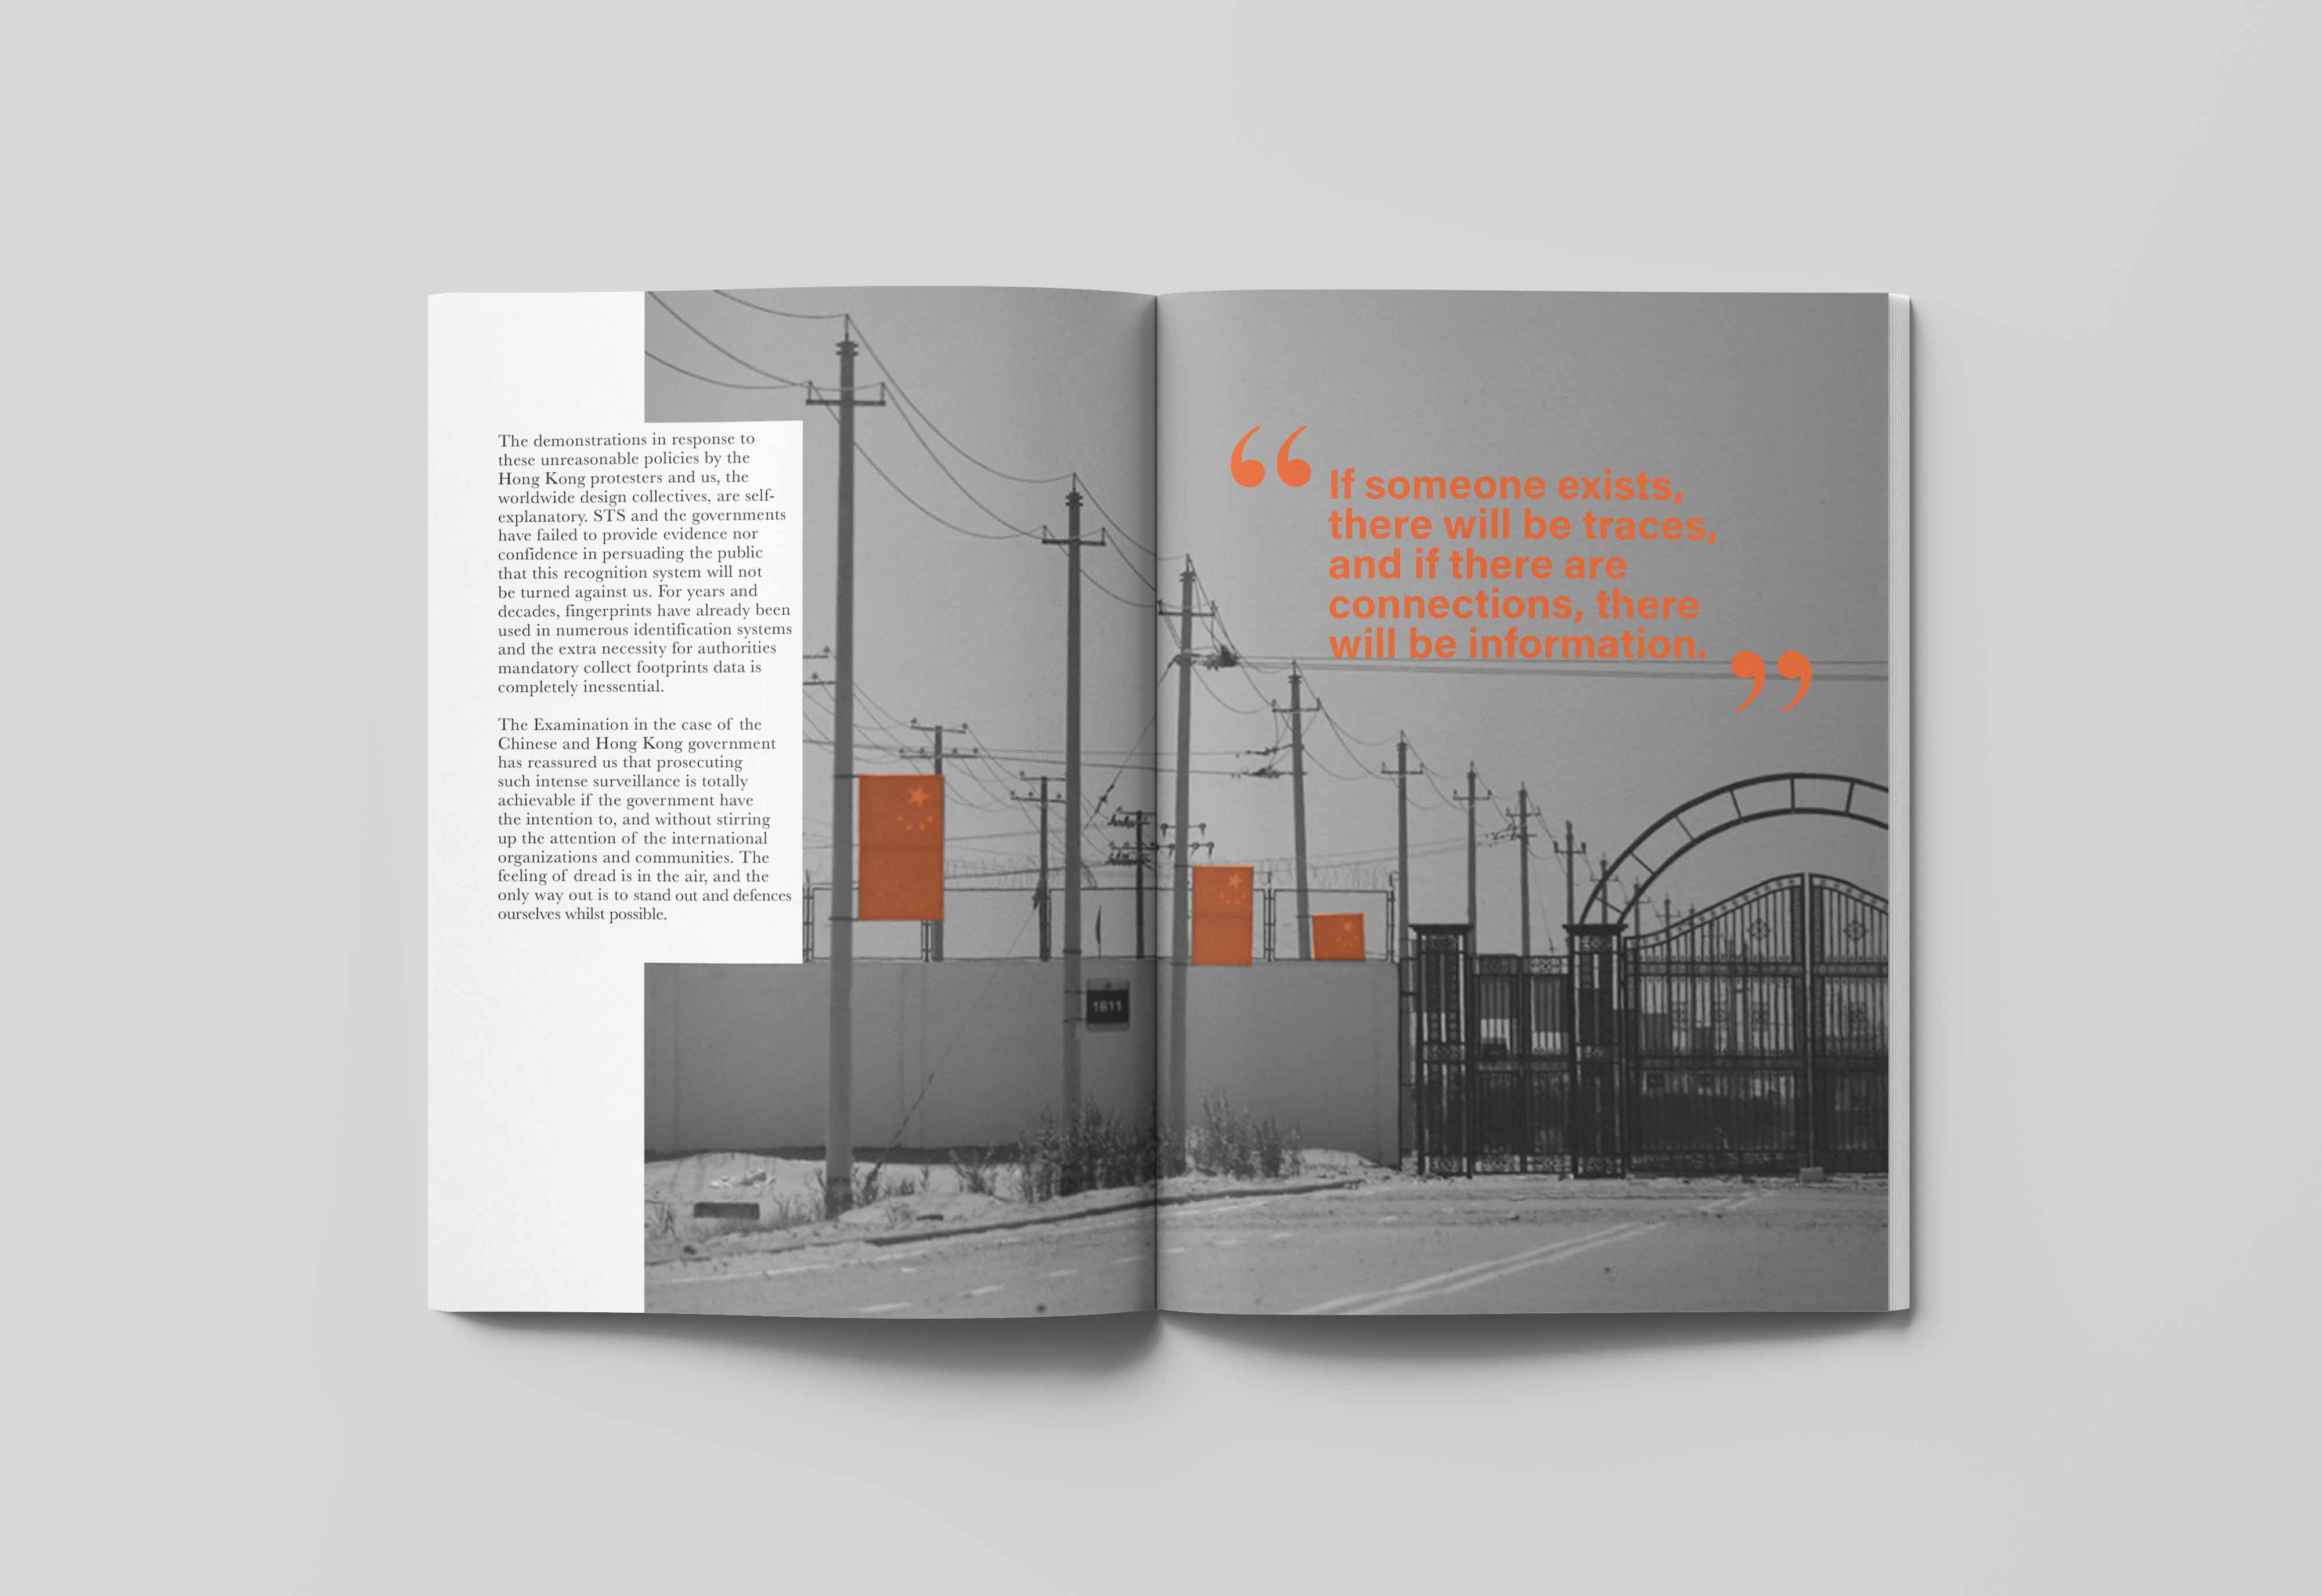 The demonstrations in response to
these unreasonable policies by the
Hong Kong protesters and us, the
worldwide design collectives, are self-
explanatory. STS and the governments
have failed to provide evidence nor
confidence in persuading the public
that this recognition system will not
be turned against us. For years and
decades, fingerprints have already been
used in numerous identification systems
and the extra necessity for authorities
mandatory collect footprints data is
completely inessential.
The Examination in the case of the
Chinese and Hong Kong government
has reassured us that prosecuting
such intense surveillance is totally
achievable if the government have
the intention to, and without stirring
up the attention of the international
organizations and communities. The
feeling of dread is in the air, and the
only way out is to stand out and defences
ourselves whilst possible.
1611
“If someone exists,
there will be traces,
and if there are
connections, there
will be information.”